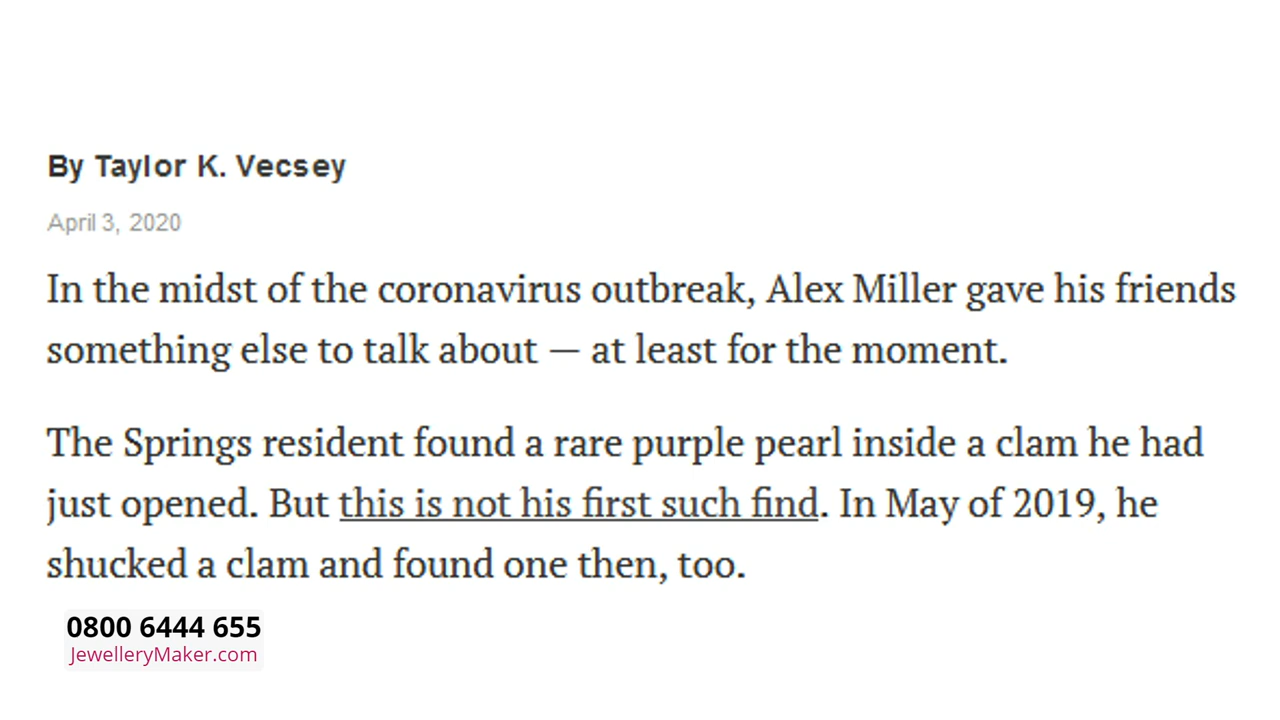 By Taylor K. Vecsey
April 3, 2020
In the midst of the coronavirus outbreak, Alex Miller gave his friends
something else to talk about — at least for the moment.
The Springs resident found a rare purple pearl inside a clam he had
just opened. But this is not his first such find. In May of 2019, he
shucked a clam and found one then, too.
0800 6444 655
JewelleryMaker.com